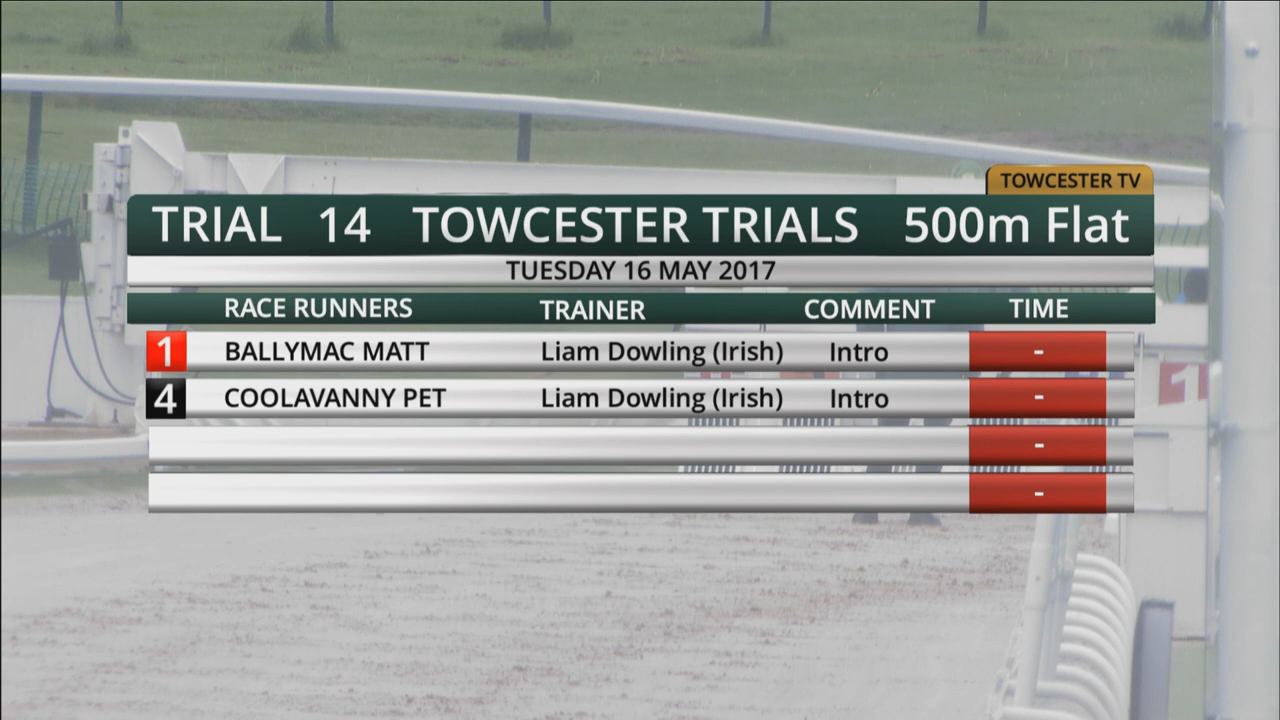 TOWCESTER TV
TRIAL 14 TOWCESTER TRIALS 500m Flat
TUESDAY 16 MAY 2017
RACE RUNNERS TRAINER COMMENT TIME
1 BALLYMAC MATT Liam Dowling (Irish) Intro -
4 COOLAVANNY PET Liam Dowling (Irish) Intro -
-
-
1